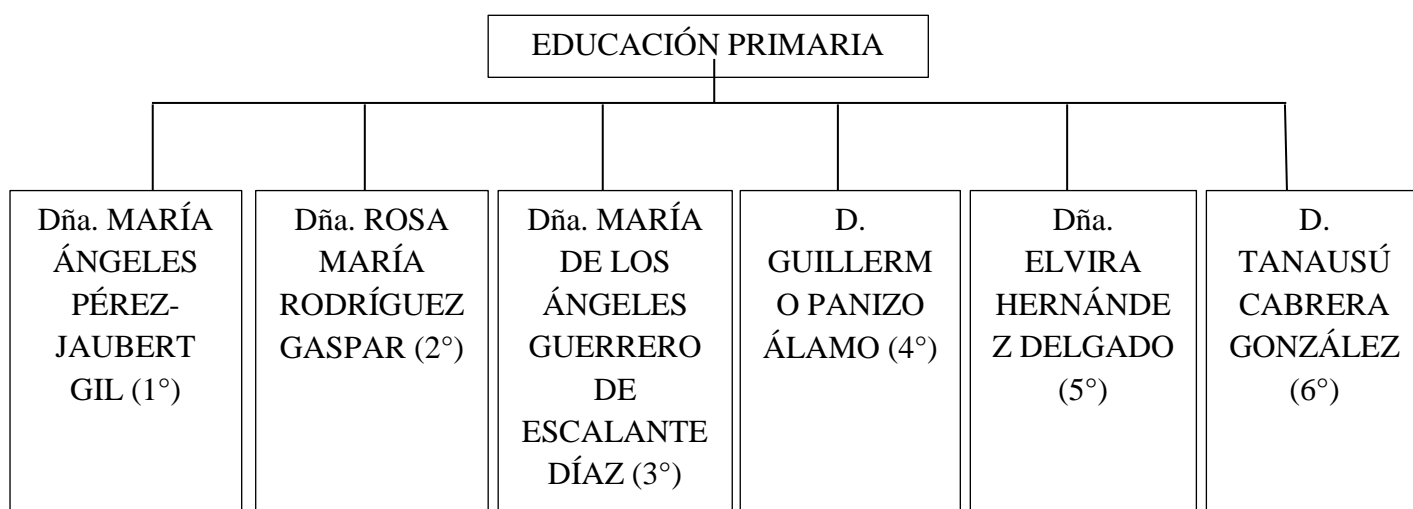 EDUCACIÓN PRIMARIA
Dña. MARÍA
ÁNGELES
PÉREZ-
JAUBERT
GIL (1°)
Dña. ROSA
MARÍA
RODRÍGUEZ
GASPAR (2°)
Dña. MARÍA
DE LOS
ÁNGELES
GUERRERO
DE
ESCALANTE
DÍAZ (3°)
D.
GUILLERM
O PANIZO
ÁLAMO (4°)
Dña.
ELVIRA
HERNÁNDE
Z DELGADO
(5°)
D.
TANAUSÚ
CABRERA
GONZÁLEZ
(6°)